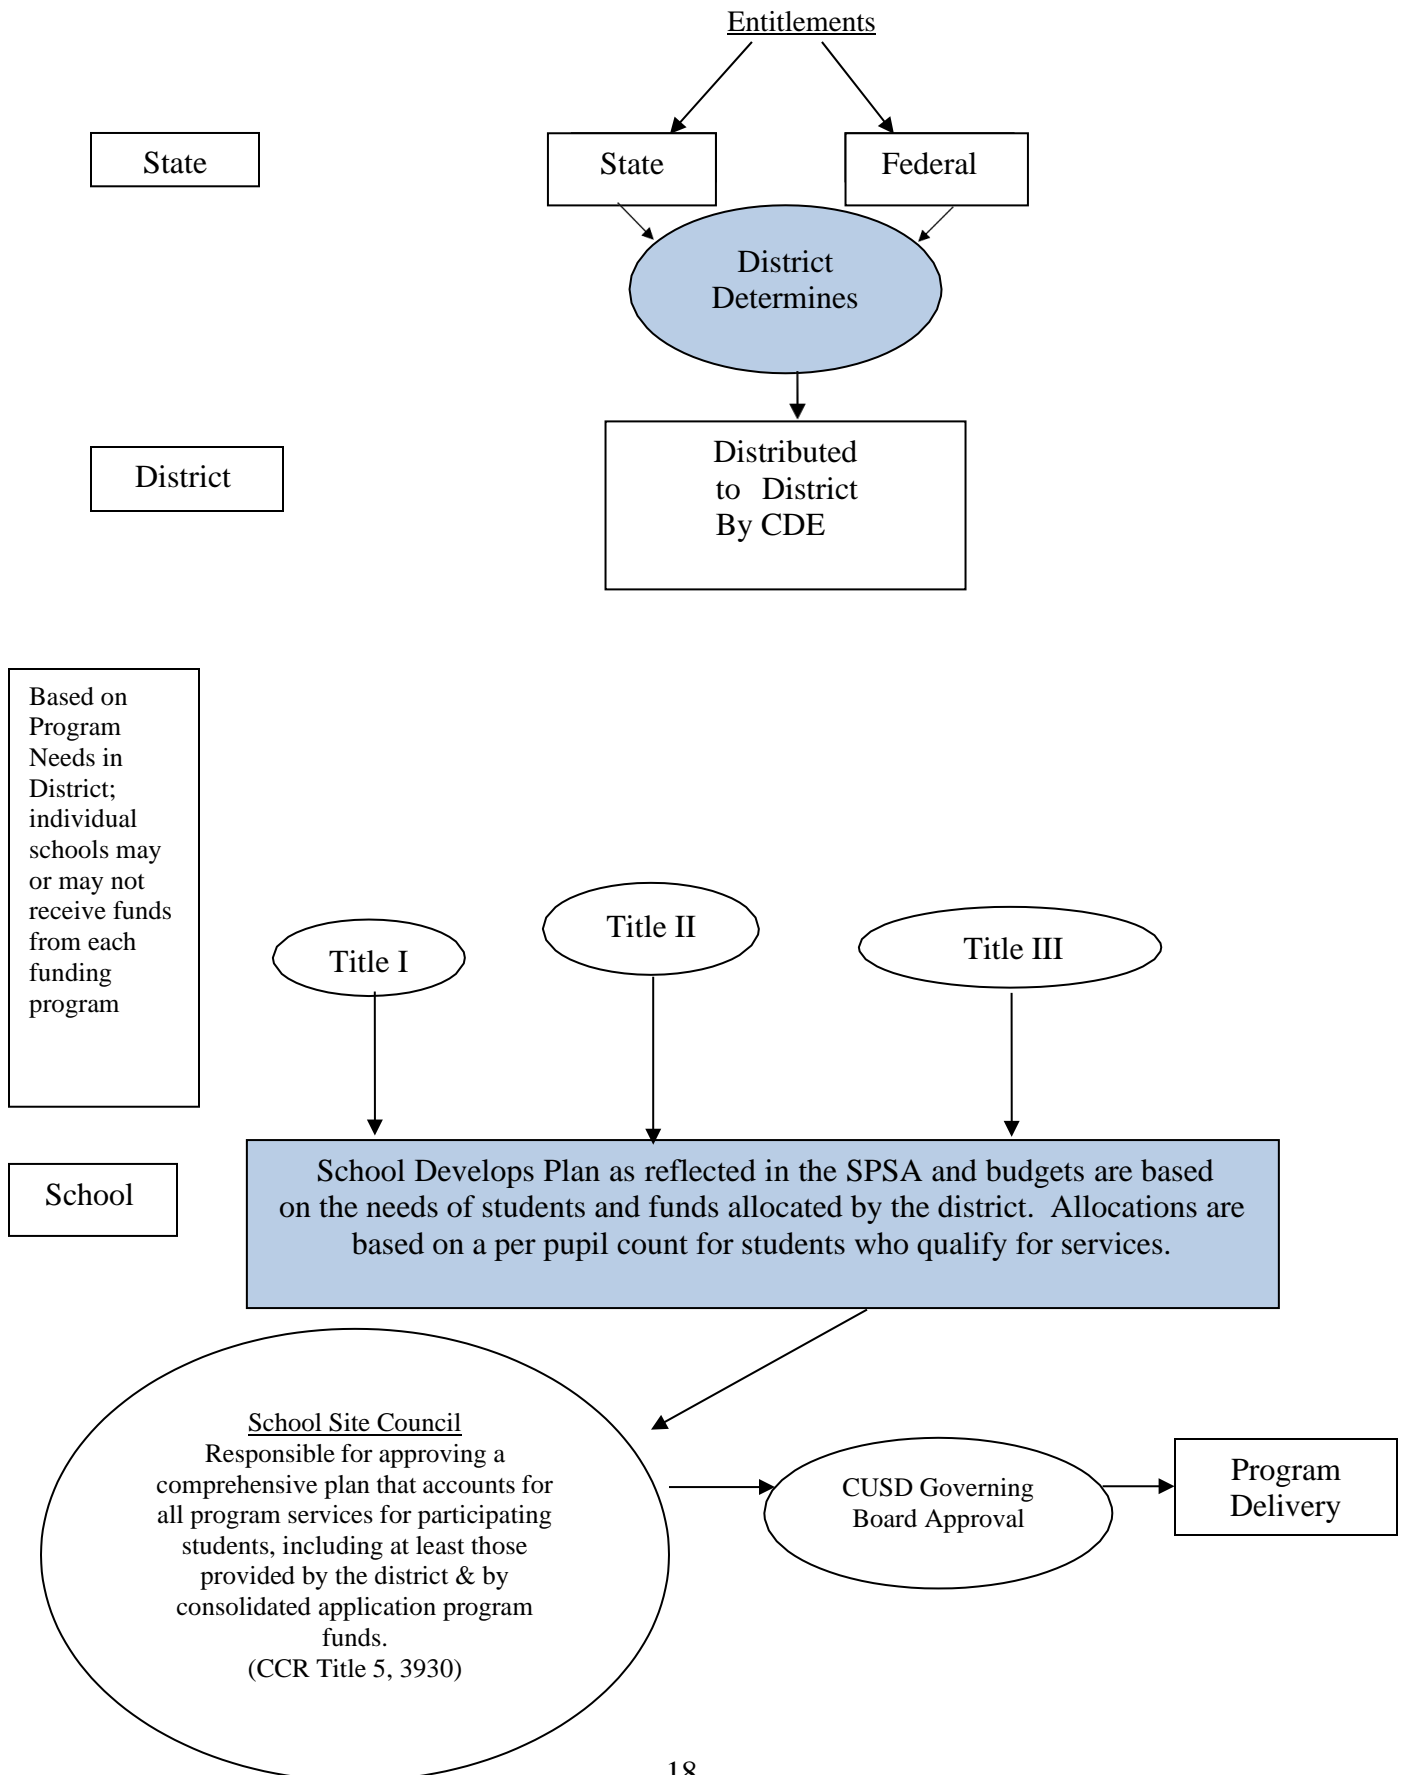 Entitlements
State
State
Federal
District
Determines
District
Distributed
to District
By CDE
Based on
Program
Needs in
District;
individual
schools may
or may not
receive funds
from each
funding
program
Title I
Title II
Title III
School
School Develops Plan as reflected in the SPSA and budgets are based
on the needs of students and funds allocated by the district. Allocations are
based on a per pupil count for students who qualify for services.
School Site Council
Responsible for approving a
comprehensive plan that accounts for
all program services for participating
students, including at least those
provided by the district & by
consolidated application program
funds.
(CCR Title 5, 3930)
CUSD Governing
Board Approval
Program
Delivery
18